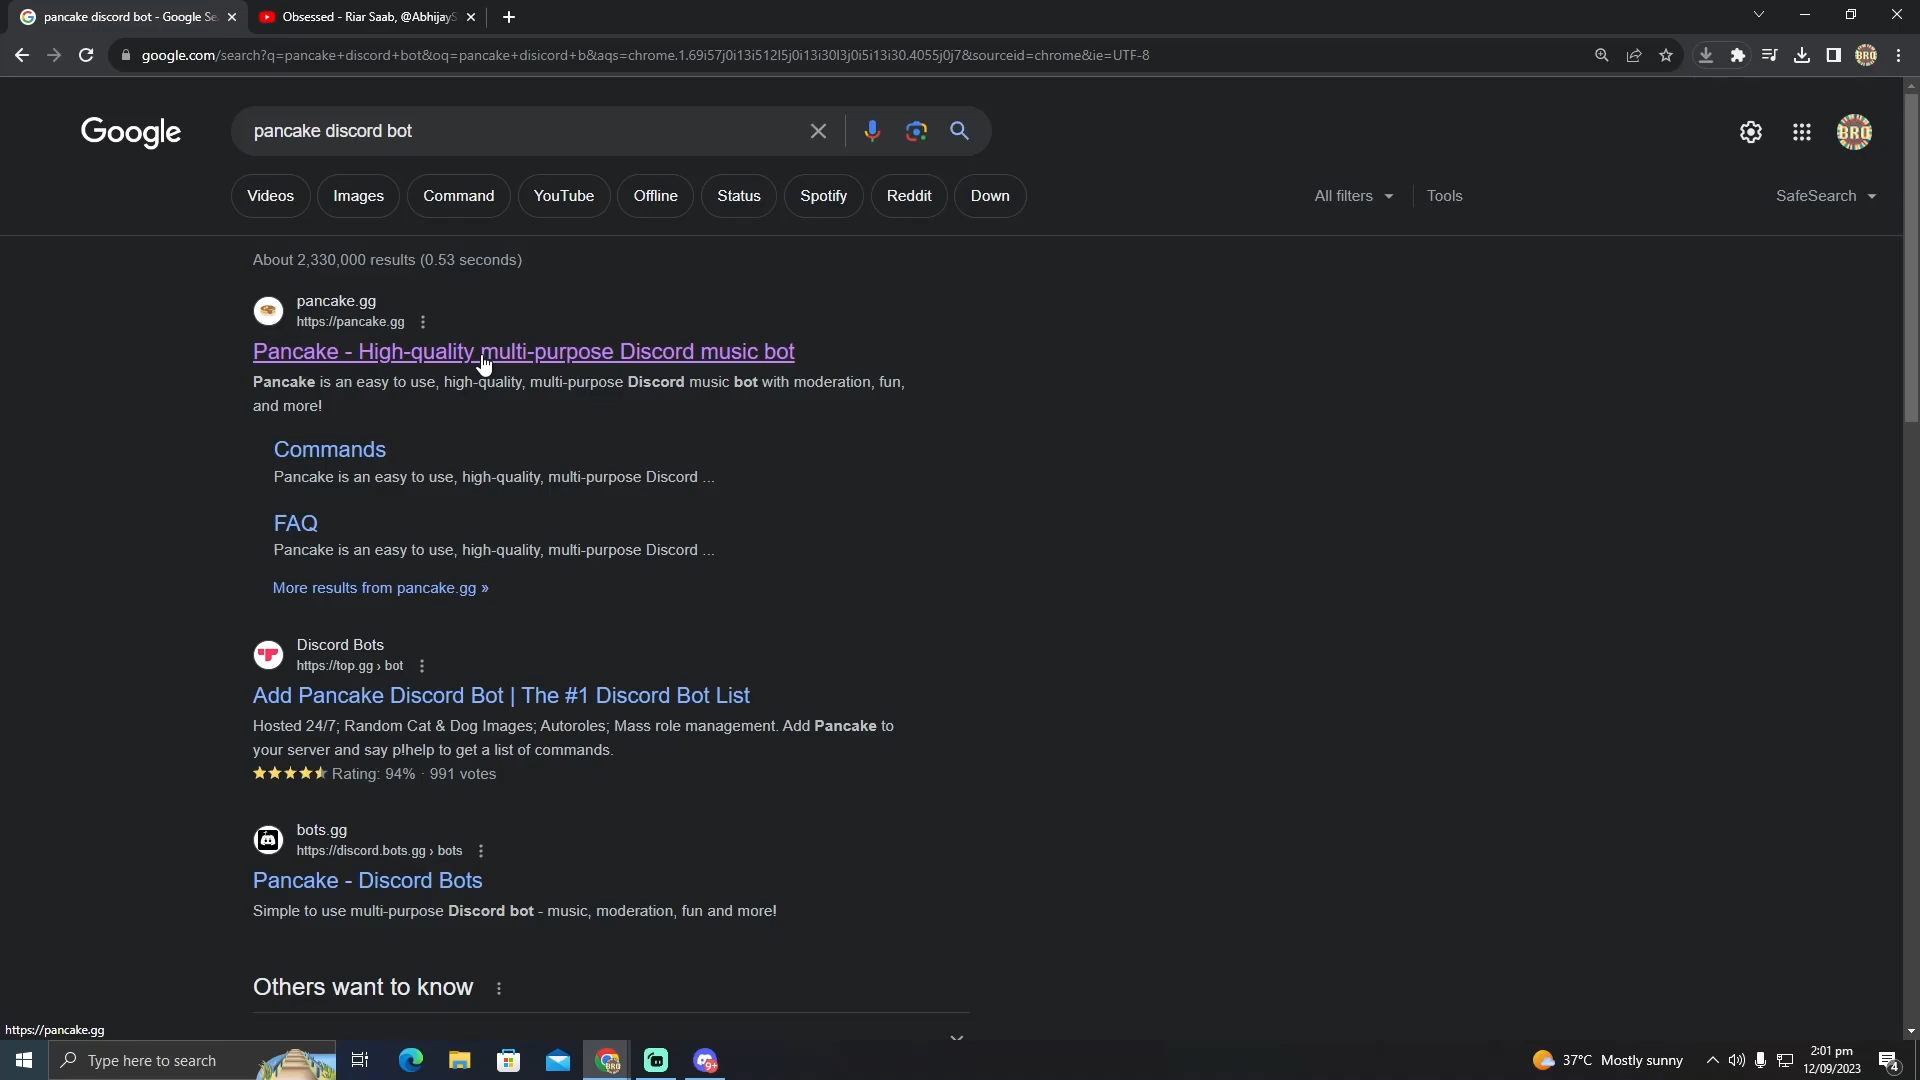 pancake discord bot - Google Se
Obsessed - Riar Saab, @AbhijayS
google.com/search?q=pancake+discord+bot&oq=pancake+disicord+b&aqs=chrome.1.69i57j0i13i512l5j0i13i30l3j0i5i13i30.4055j0j7&sourceid=chrome&ie=UTF-8
BRO
Google
pancake discord bot
BRO
Videos
Images
Command
YouTube
Offline
Status
Spotify
Reddit
Down
All filters
Tools
SafeSearch
About 2,330,000 results (0.53 seconds)
pancake.gg
https://pancake.gg
Pancake - High-quality multi-purpose Discord music bot
Pancake is an easy to use, high-quality, multi-purpose Discord music bot with moderation, fun,
and more!
Commands
Pancake is an easy to use, high-quality, multi-purpose Discord ...
FAQ
Pancake is an easy to use, high-quality, multi-purpose Discord ...
More results from pancake.gg »
Discord Bots
https://top.gg › bot
Add Pancake Discord Bot | The #1 Discord Bot List
Hosted 24/7; Random Cat & Dog Images; Autoroles; Mass role management. Add Pancake to
your server and say p!help to get a list of commands.
Rating: 94% · 991 votes
bots.gg
https://discord.bots.gg › bots
Pancake - Discord Bots
Simple to use multi-purpose Discord bot - music, moderation, fun and more!
Others want to know
https://pancake.gg
Type here to search
BRO
9+
37°C Mostly sunny
2:01 pm
12/09/2023
4